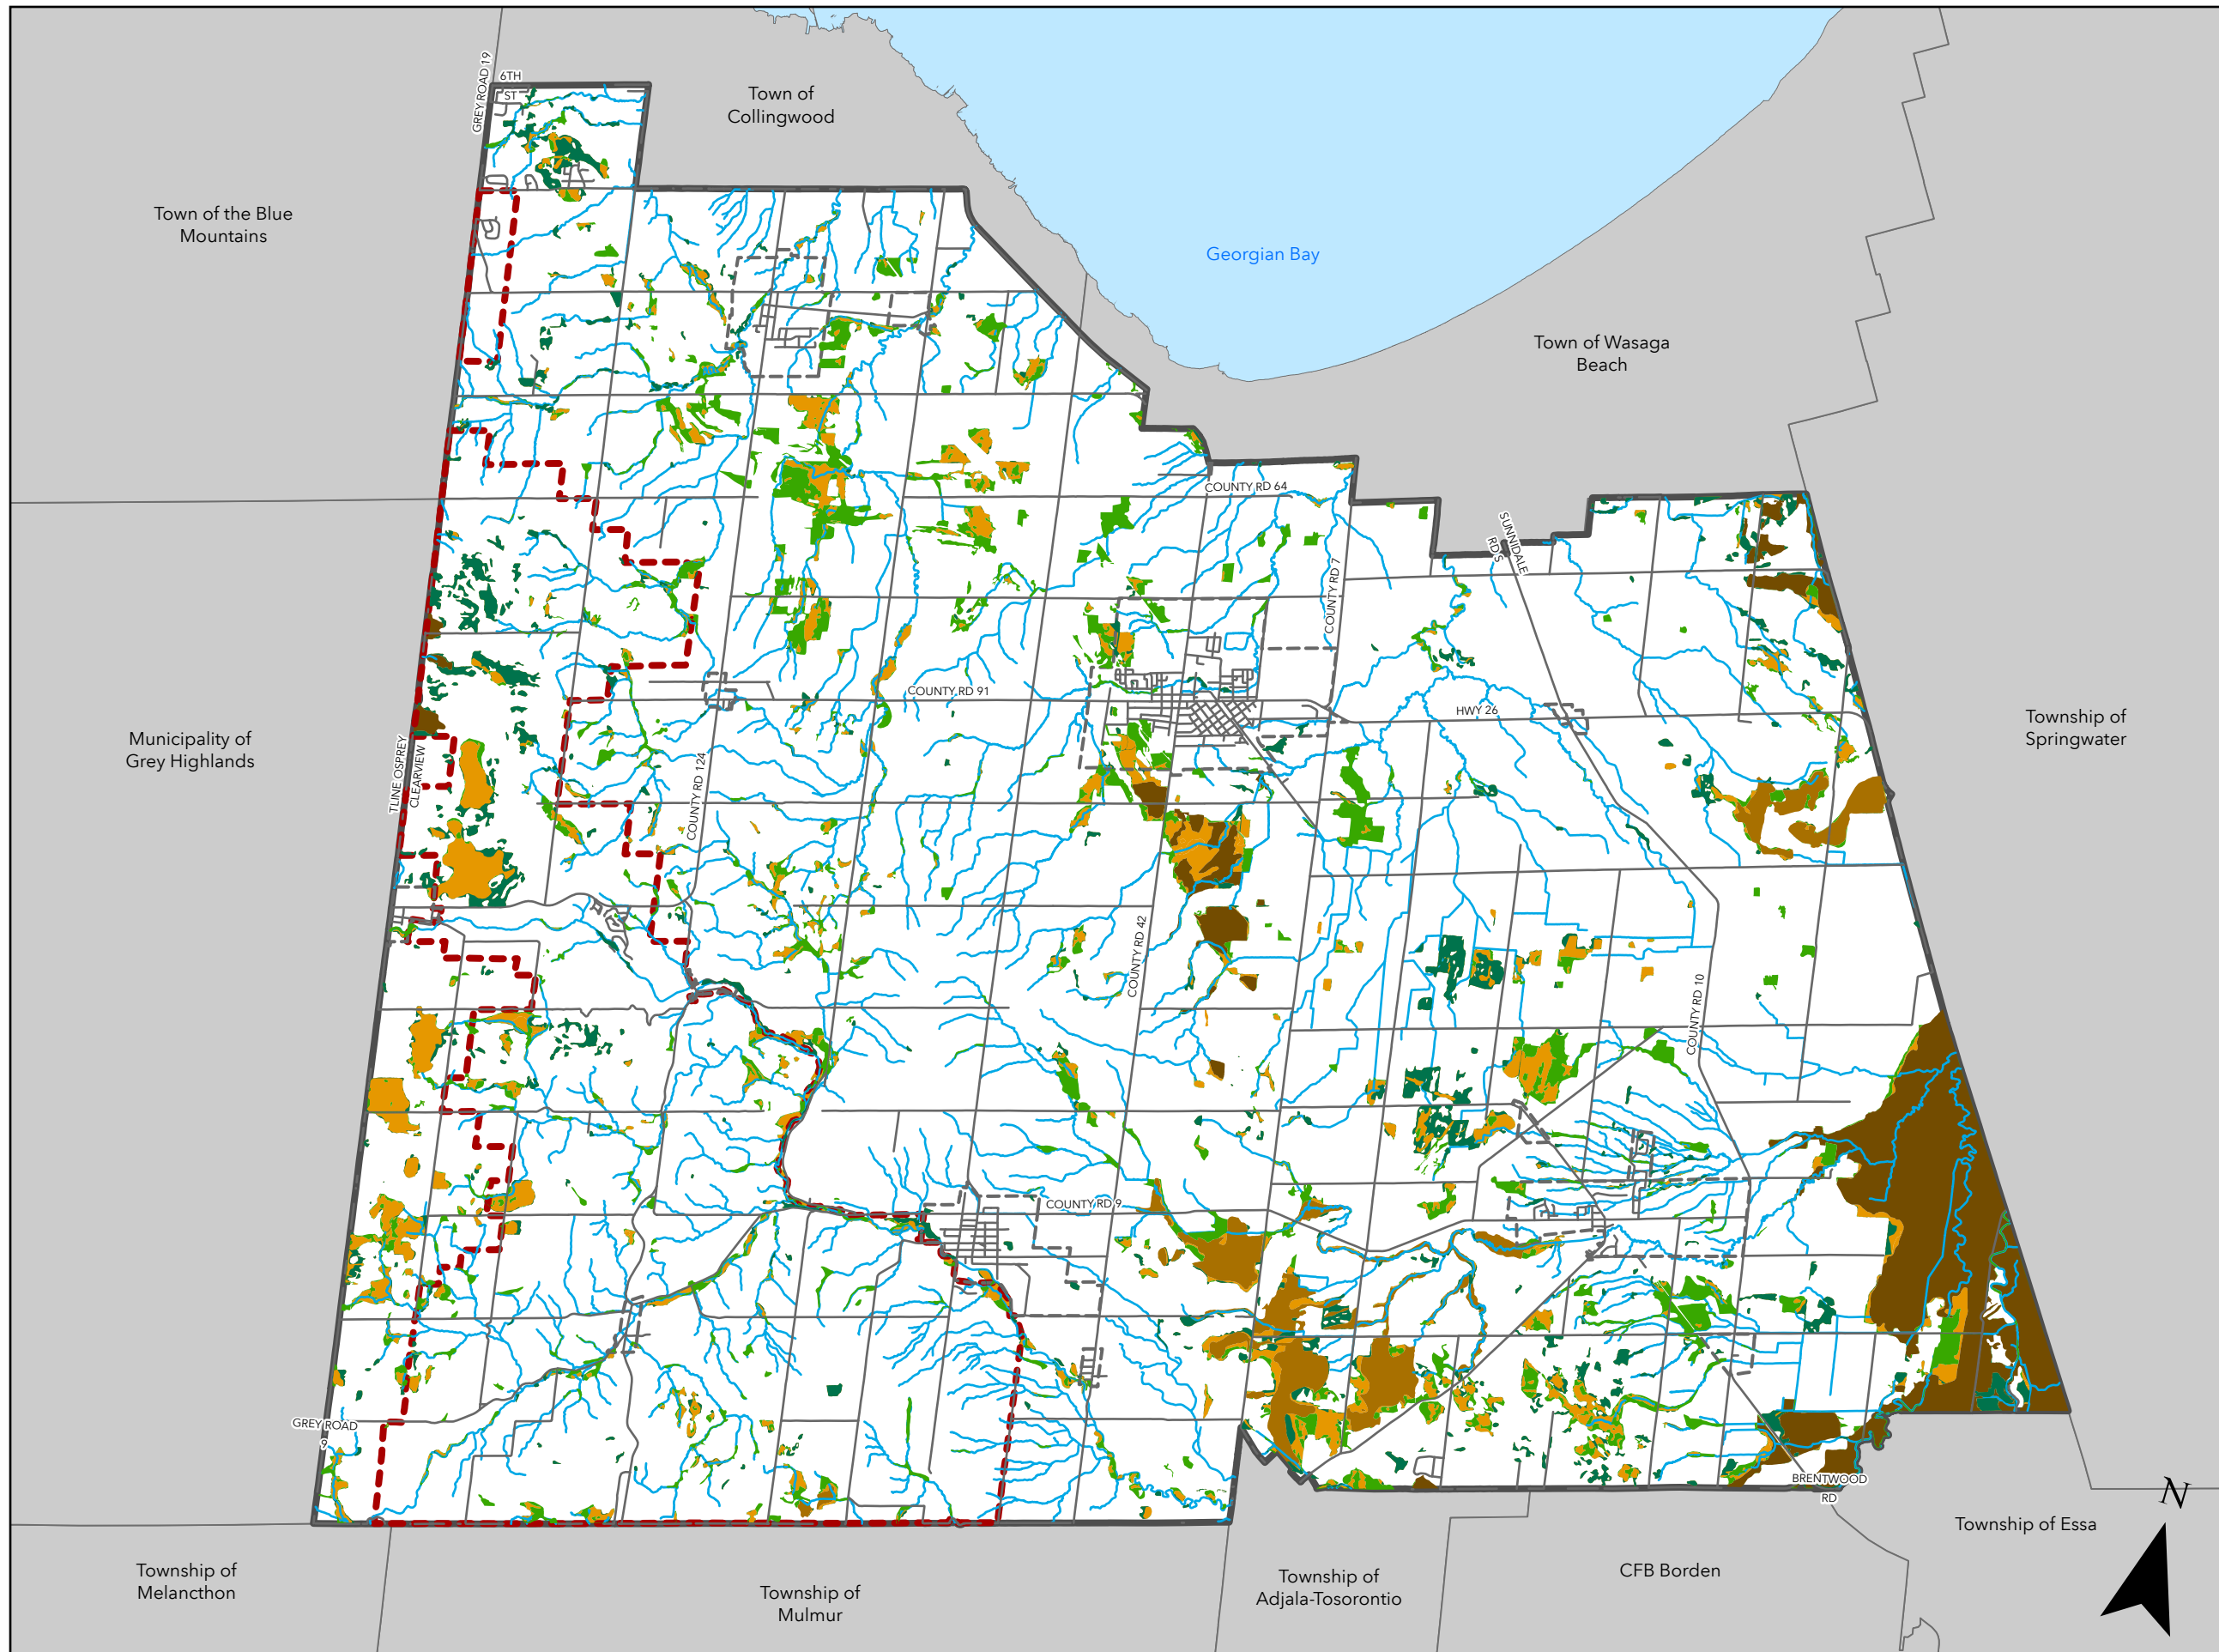 GREY ROAD 19
6TH
ST
Town of
Collingwood
Town of the Blue
Mountains
Georgian Bay
Town of Wasaga
Beach
COUNTY RD 64
SUNNIDALE
RD S
COUNTY RD 7
COUNTY RD 91
HWY 26
Township of
Springwater
Municipality of
Grey Highlands
TLINE OSPREY
CLEARVIEW
COUNTY RD 124
COUNTY RD 42
COUNTY RD 10
COUNTY RD 9
GREY ROAD
9
BRENTWOOD
RD
N
Township of Essa
Township of
Melancthon
Township of
Mulmur
Township of
Adjala-Tosorontio
CFB Borden